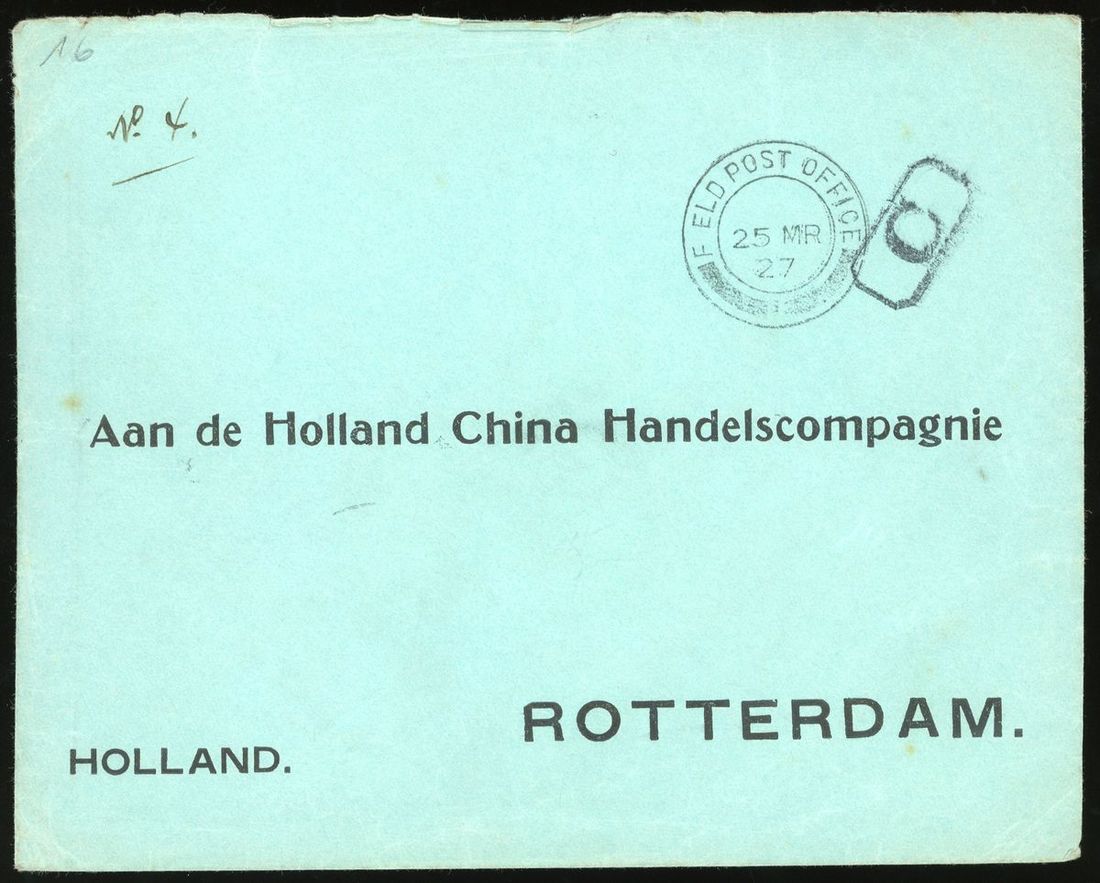 16
No. 4.
FIELD POST OFFICE
25 MR
27
C
Aan de Holland China Handelscompagnie
ROTTERDAM.
HOLLAND.